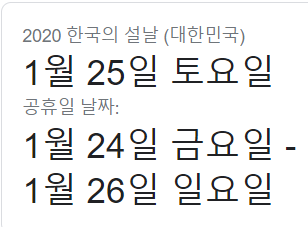 2020 한국의 설날 (대한민국)
1월 25일 토요일
공휴일 날짜:
1월 24일 금요일 -
1월 26일 일요일